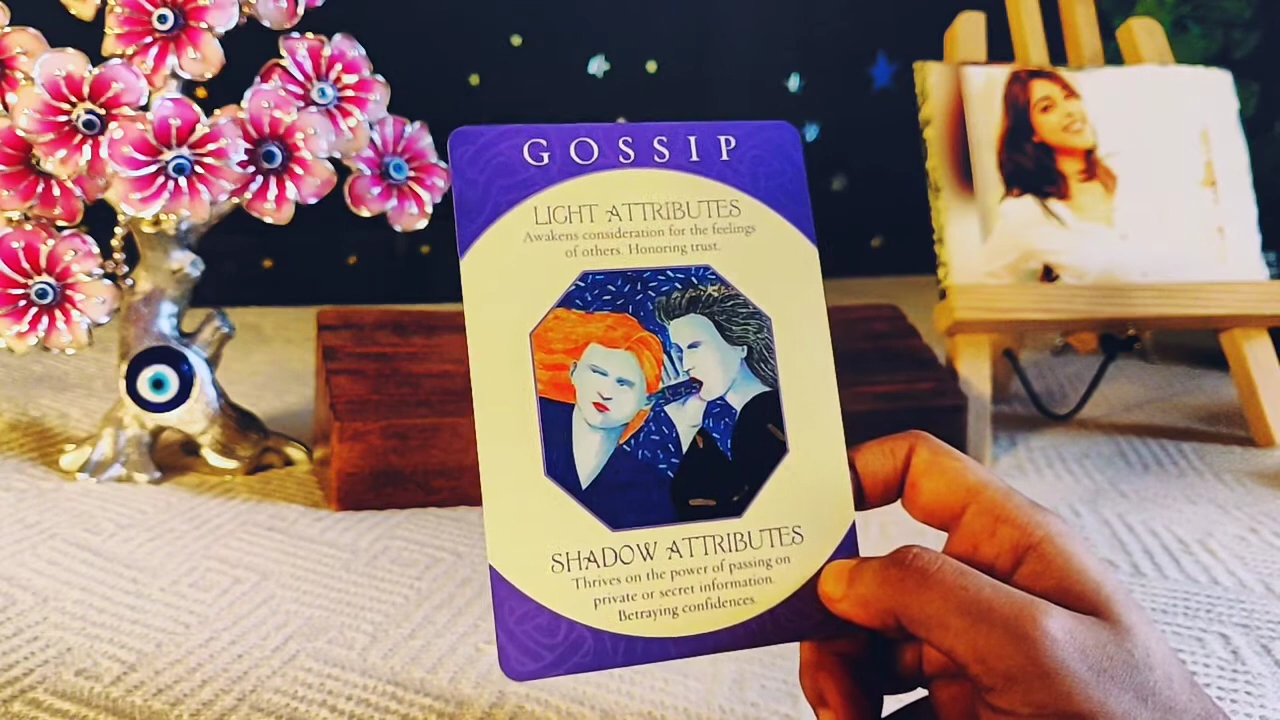 GOSSIP
LIGHT ATTRIBUTES
Awakens consideration for the feelings
of others. Honoring trust.
SHADOW ATTRIBUTES
Thrives on the power of passing on
private or secret information.
Betraying confidences.